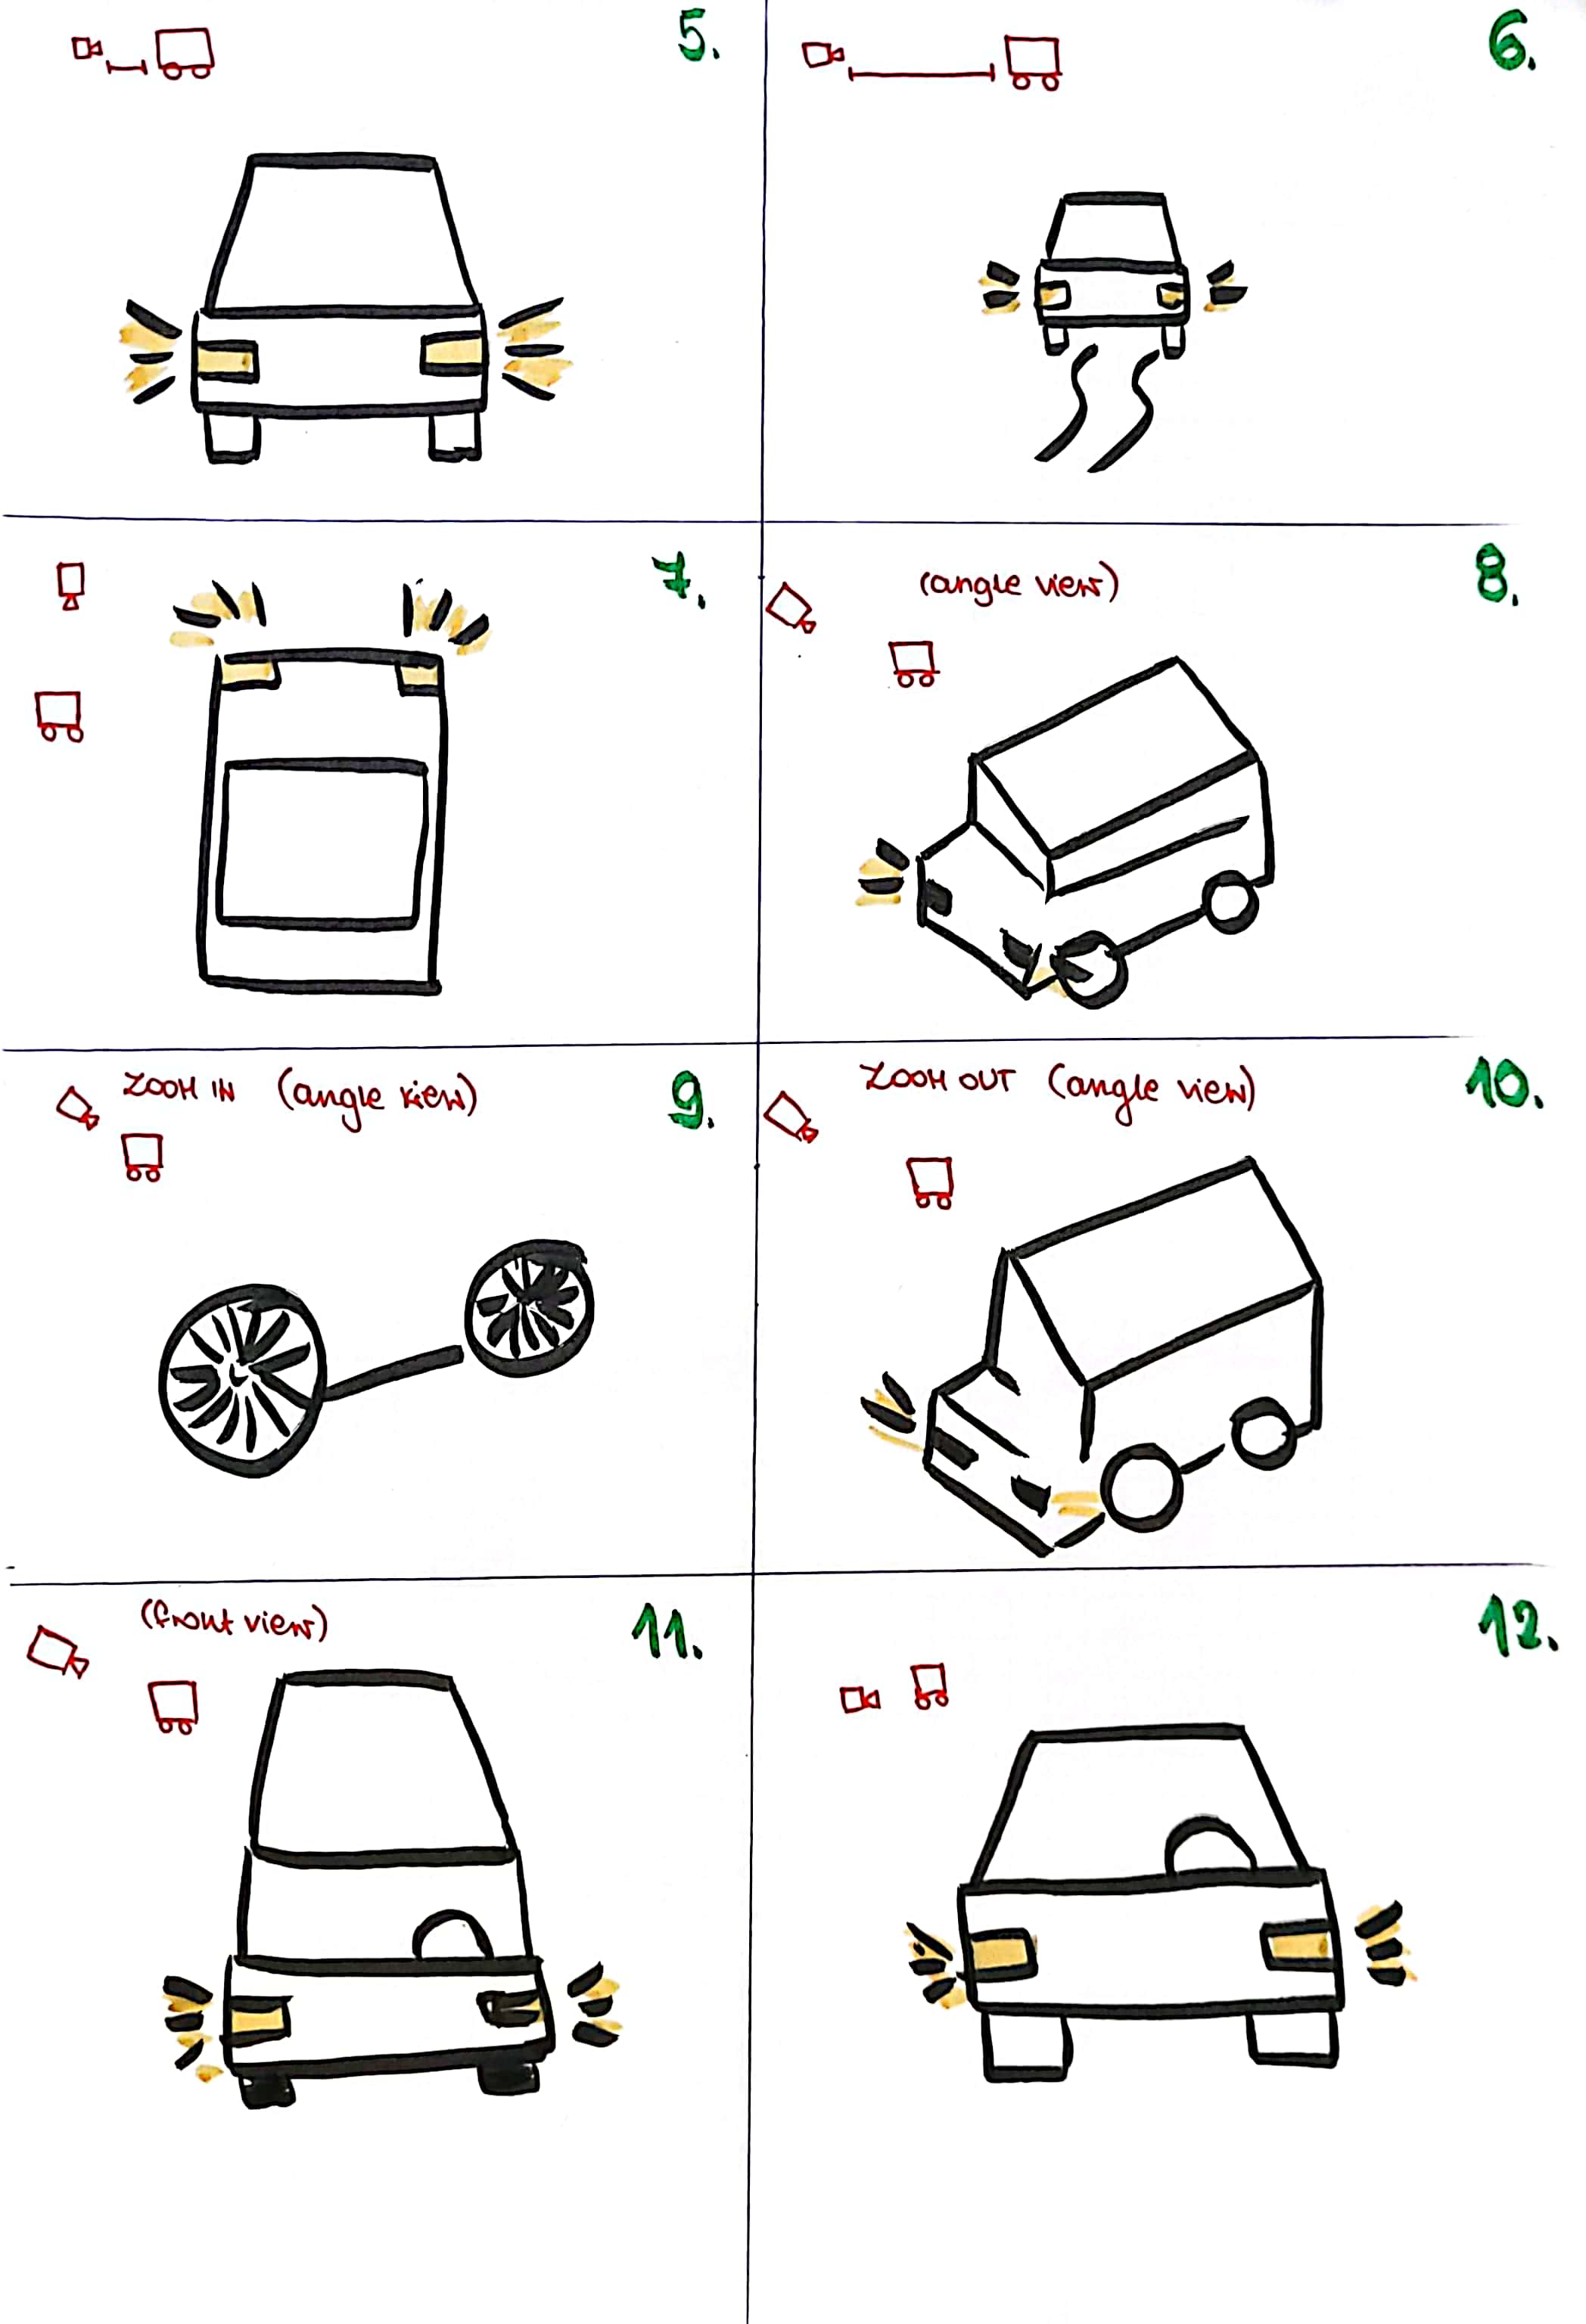 5.
6.
7.
(angle view)
8.
ZOOM IN (angle view)
9.
ZOOM OUT (angle view)
10.
(front view)
11.
12.